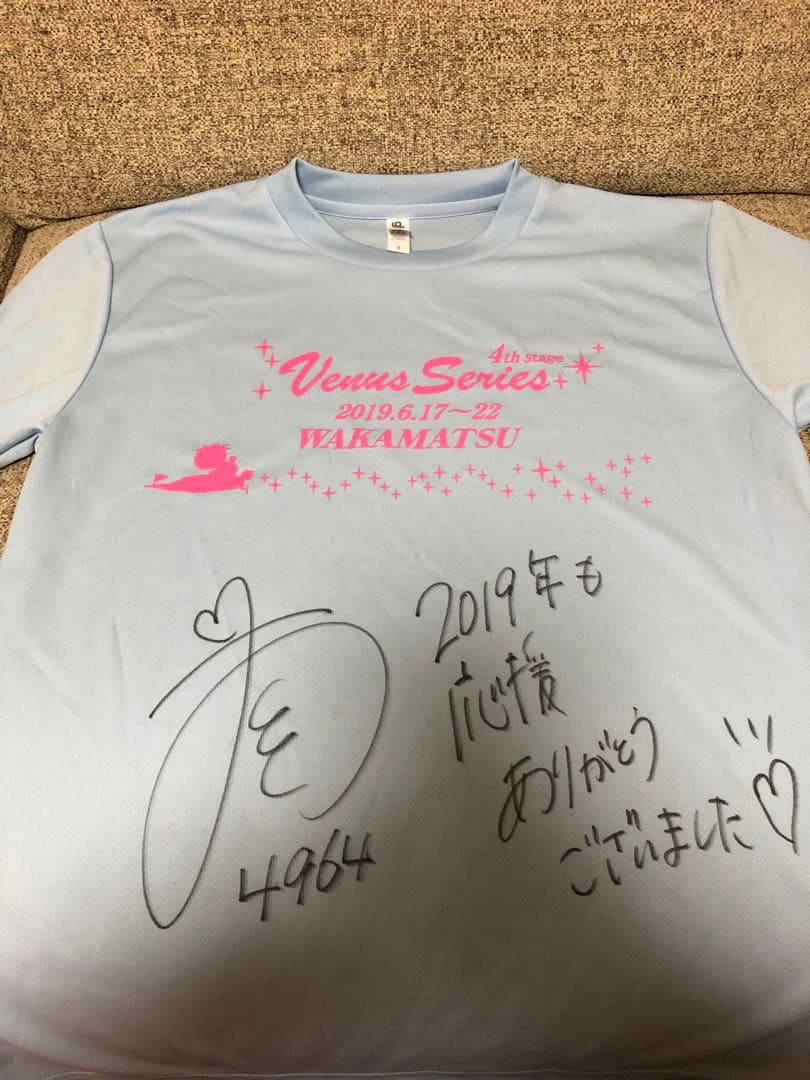 4th stage
Venus Series
2019.6.17～22
WAKAMATSU
2019年も
応援
ありがとう
ございました
4964